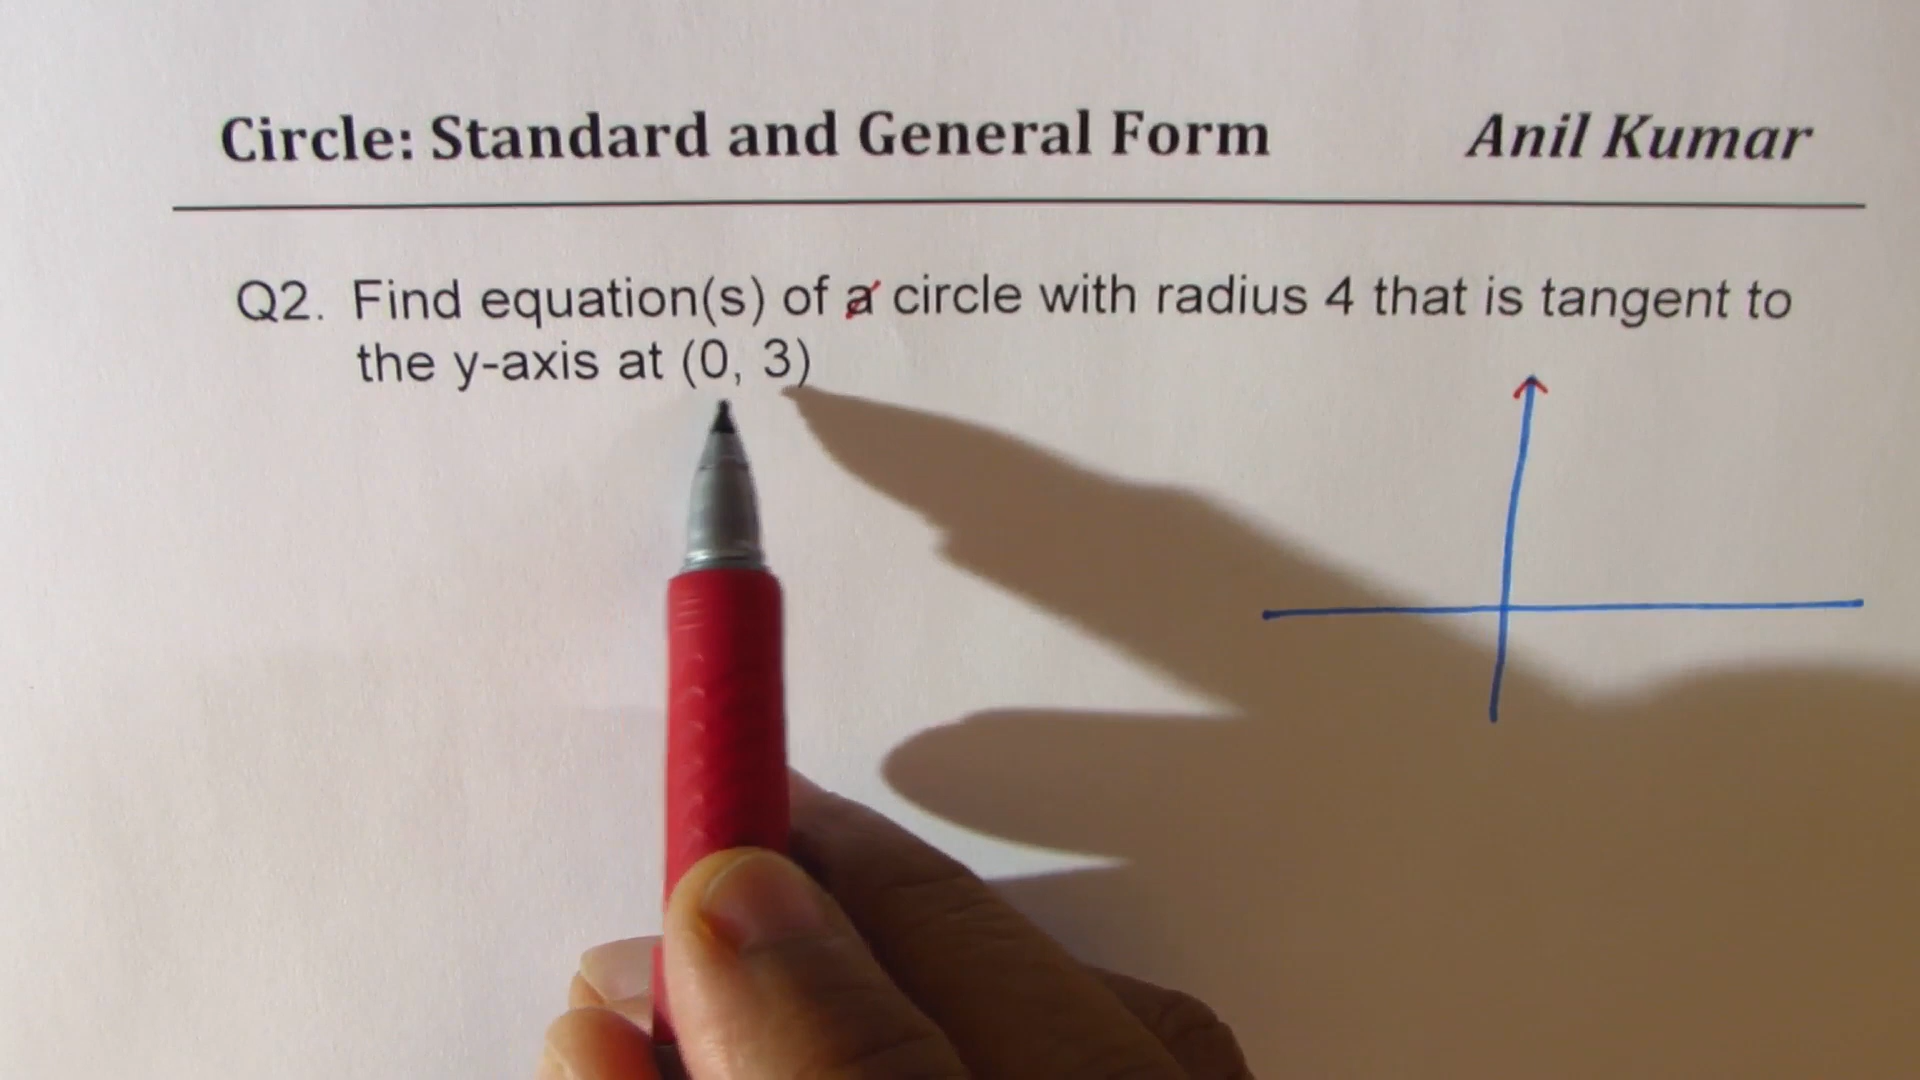 Circle: Standard and General Form Anil Kumar
Q2. Find equation(s) of a circle with radius 4 that is tangent to
the y-axis at (0, 3)